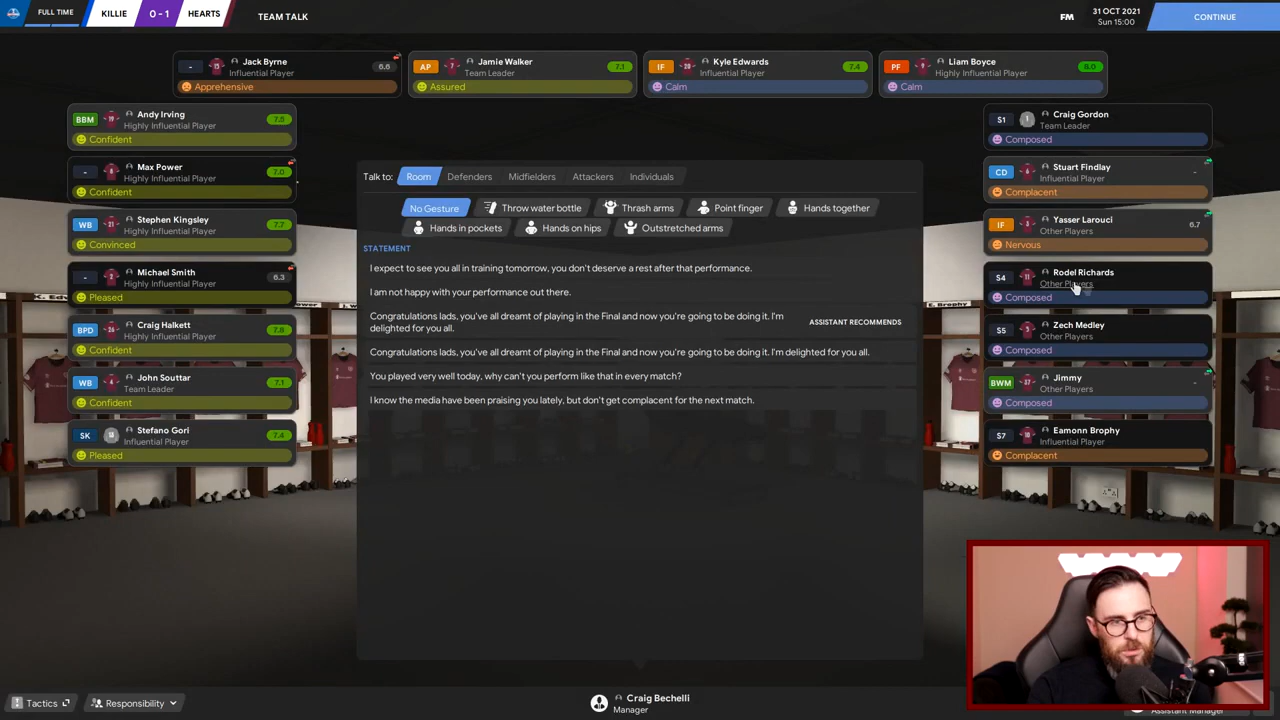 FULL TIME
KILLIE 0 - 1 HEARTS
TEAM TALK
FM
31 OCT 2021
Sun 15:00
CONTINUE
- Jack Byrne 6.6
Influential Player
Apprehensive
AP Jamie Walker 7.1
Team Leader
Assured
IF Kyle Edwards 7.4
Influential Player
Calm
PF Liam Boyce 8.0
Highly Influential Player
Calm
BBM Andy Irving
Highly Influential Player
Confident
- Max Power 7.0
Highly Influential Player
Confident
WB Stephen Kingsley 7.7
Highly Influential Player
Convinced
- Michael Smith 6.3
Highly Influential Player
Pleased
BPD Craig Halkett
Highly Influential Player
Confident
WB John Souttar 7.1
Team Leader
Confident
SK Stefano Gori 7.4
Influential Player
Pleased
Talk to: Room Defenders Midfielders Attackers Individuals
No Gesture Throw water bottle Thrash arms Point finger Hands together
Hands in pockets Hands on hips Outstretched arms
STATEMENT
I expect to see you all in training tomorrow, you don't deserve a rest after that performance.
I am not happy with your performance out there.
Congratulations lads, you've all dreamt of playing in the Final and now you're going to be doing it. I'm
delighted for you all.
ASSISTANT RECOMMENDS
Congratulations lads, you've all dreamt of playing in the Final and now you're going to be doing it. I'm delighted for you all.
You played very well today, why can't you perform like that in every match?
I know the media have been praising you lately, but don't get complacent for the next match.
S1 Craig Gordon
Team Leader
Composed
CD Stuart Findlay -
Influential Player
Complacent
IF Yasser Larouci 6.7
Other Players
Nervous
S4 Rodel Richards
Other Players
Composed
S5 Zech Medley
Other Players
Composed
BWM Jimmy -
Other Players
Composed
S7 Eamonn Brophy
Influential Player
Complacent
Tactics
Responsibility
Craig Bechelli
Manager
Assistant Manager